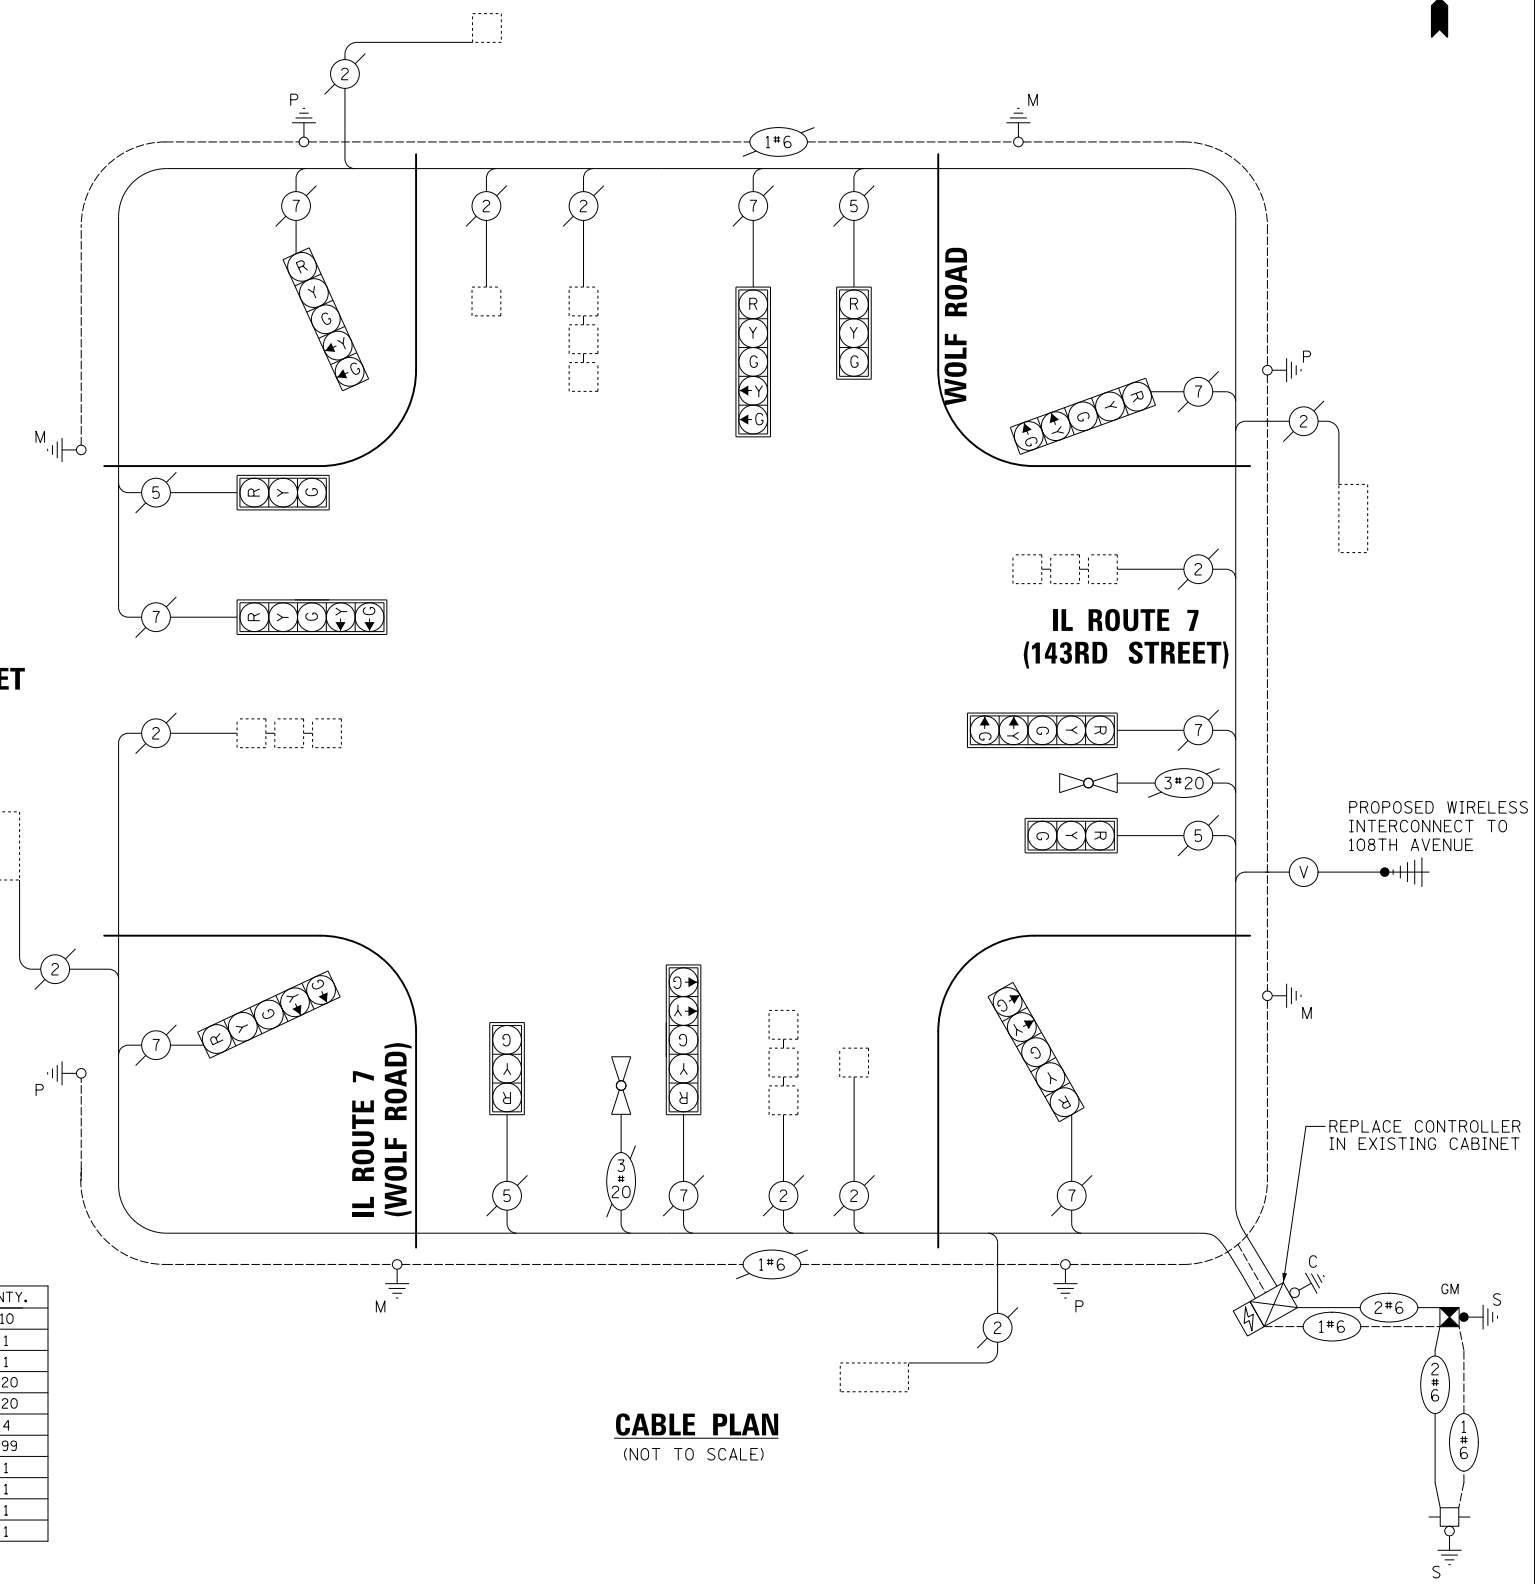 2
P
M
1#6
7
2
2
7
5
R
Y
G
Y
G
R
Y
G
Y
G
R
Y
G
WOLF ROAD
P
R
Y
G
Y
G
7
2
M
5
R Y G
2
7
R Y G Y G
IL ROUTE 7
(143RD STREET)
ET
2
G Y G Y R
7
3#20
G Y R
5
PROPOSED WIRELESS
INTERCONNECT TO
108TH AVENUE
V
2
R Y G Y G
7
P
IL ROUTE 7
(WOLF ROAD)
G
Y
R
G
Y
G
Y
R
G
Y
G
Y
R
M
REPLACE CONTROLLER
IN EXISTING CABINET
5
3
#
20
7
2
2
7
1#6
M
P
C
GM
S
2#6
1#6
2
2
#
6
1
#
6
S
NTY.
10
1
1
20
20
4
99
1
1
1
1
CABLE PLAN
(NOT TO SCALE)